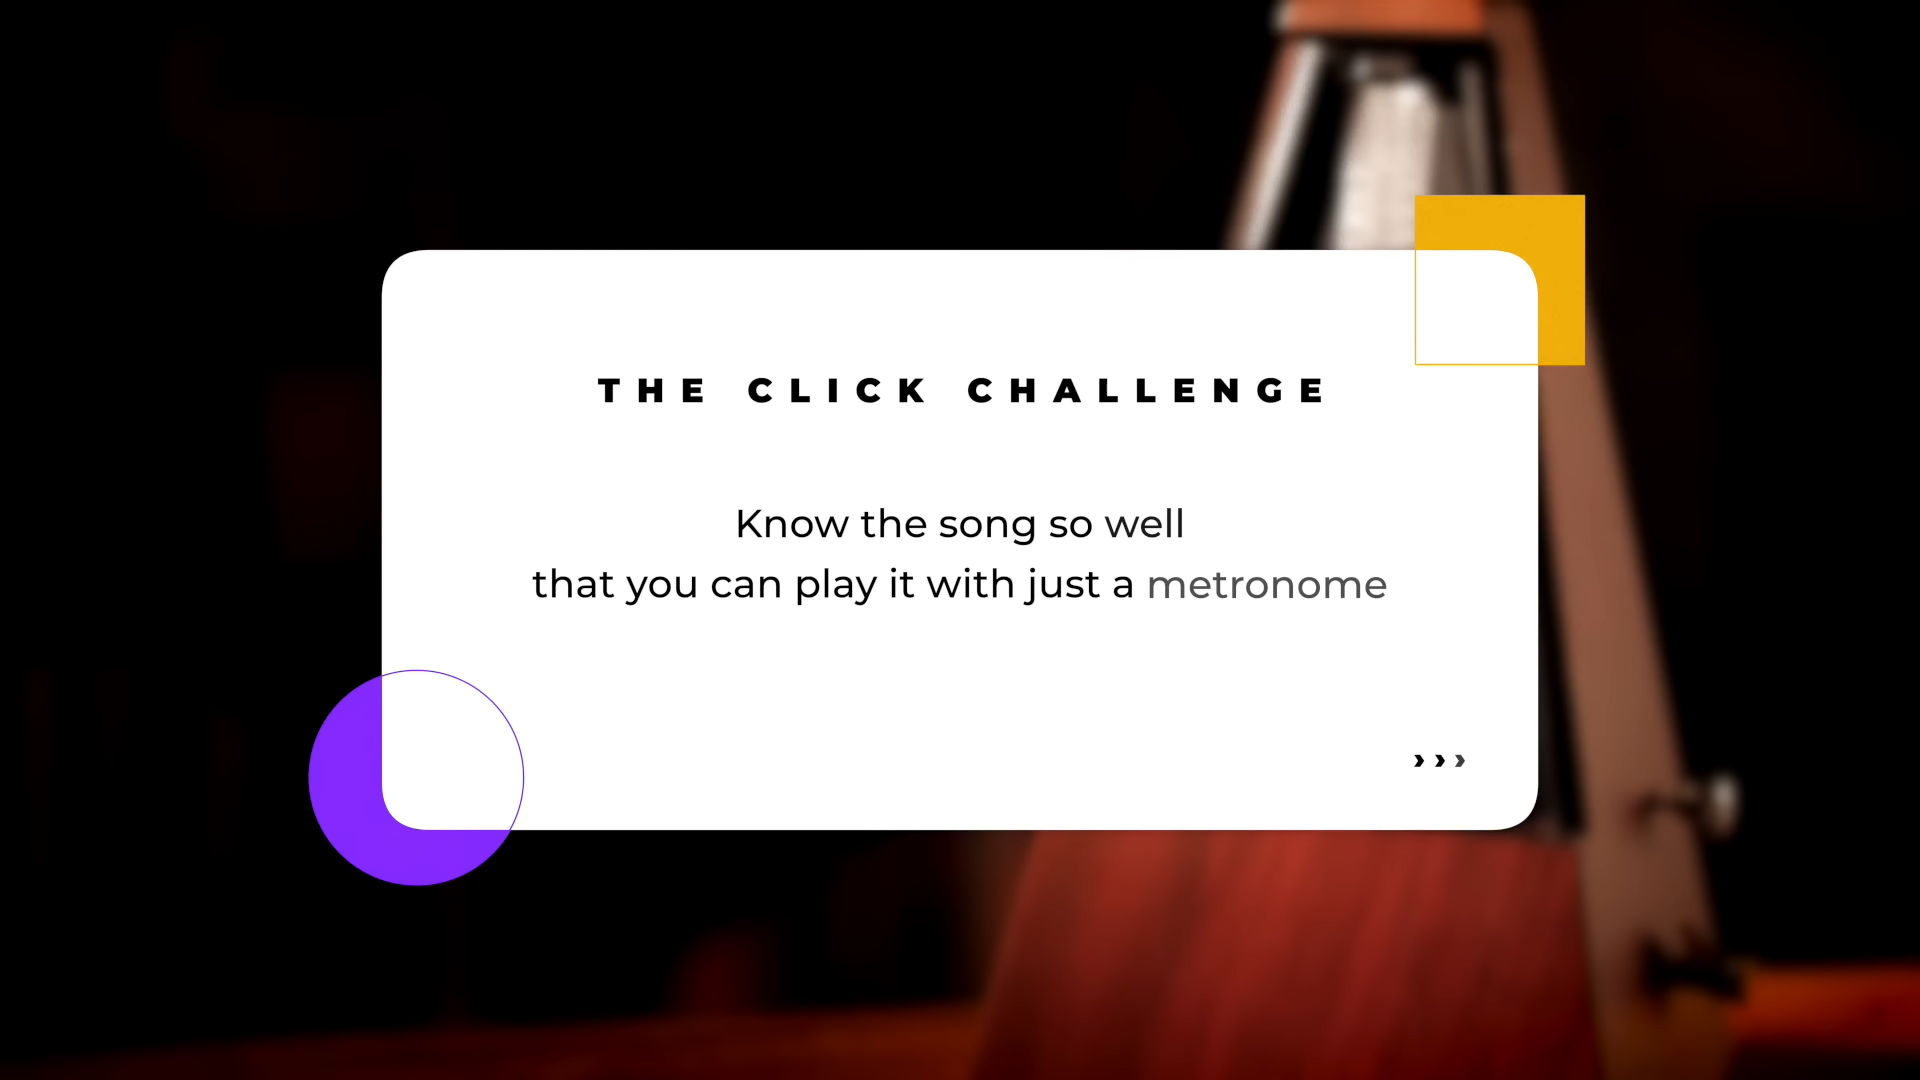 THE CLICK CHALLENGE
Know the song so well
that you can play it with just a metronome